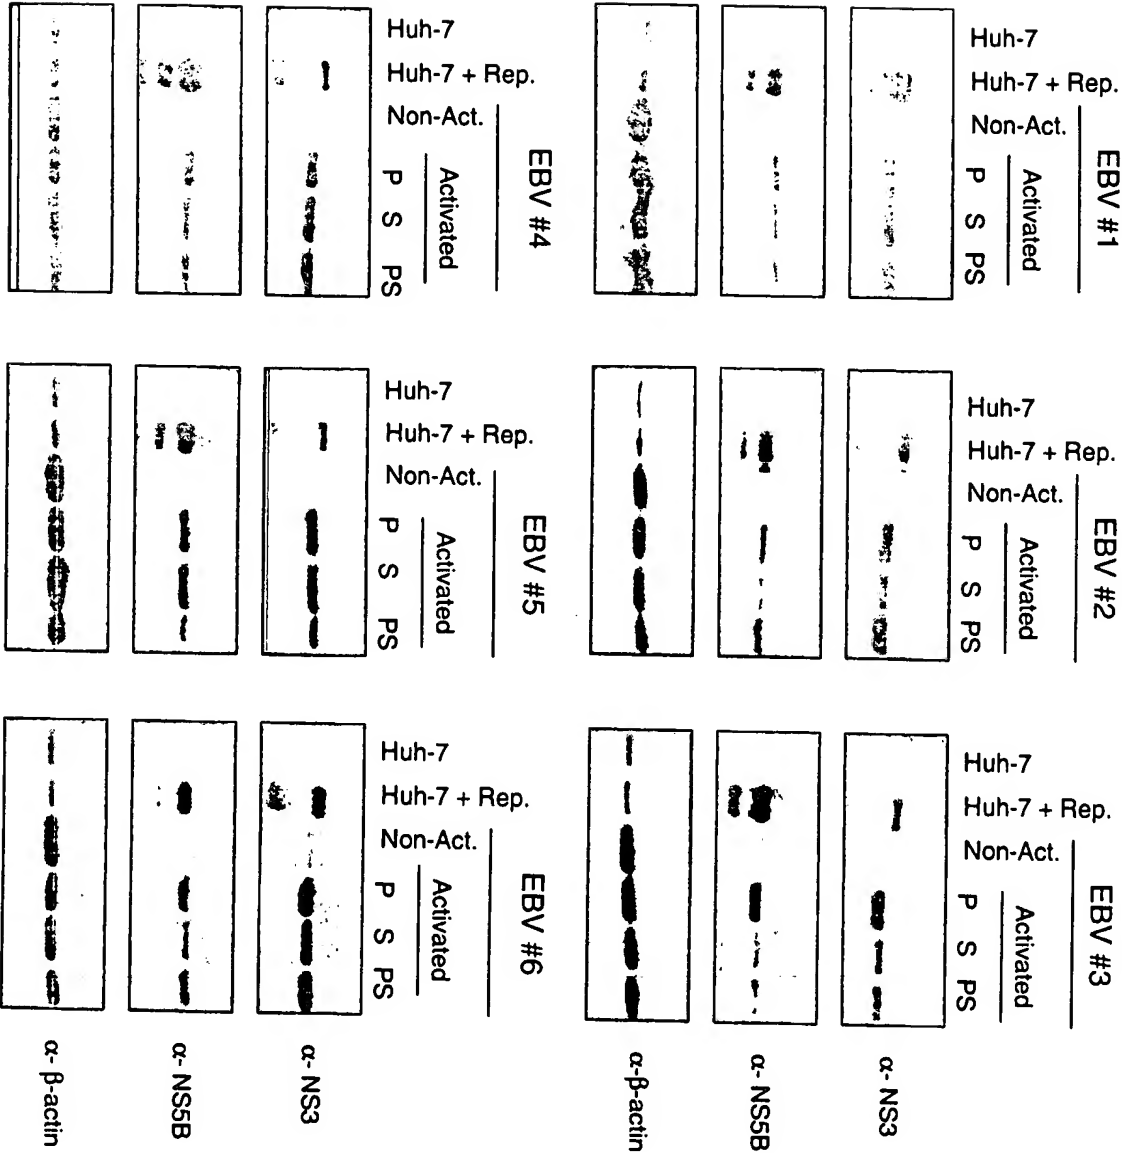 EBV #1
Activated
Huh-7
Huh-7 + Rep.
Non-Act.
P S PS
EBV #2
Activated
Huh-7
Huh-7 + Rep.
Non-Act.
P S PS
EBV #3
Activated
Huh-7
Huh-7 + Rep.
Non-Act.
P S PS
α- NS3
α- NS5B
α-β-actin
EBV #4
Activated
Huh-7
Huh-7 + Rep.
Non-Act.
P S PS
EBV #5
Activated
Huh-7
Huh-7 + Rep.
Non-Act.
P S PS
EBV #6
Activated
Huh-7
Huh-7 + Rep.
Non-Act.
P S PS
α- NS3
α- NS5B
α- β-actin